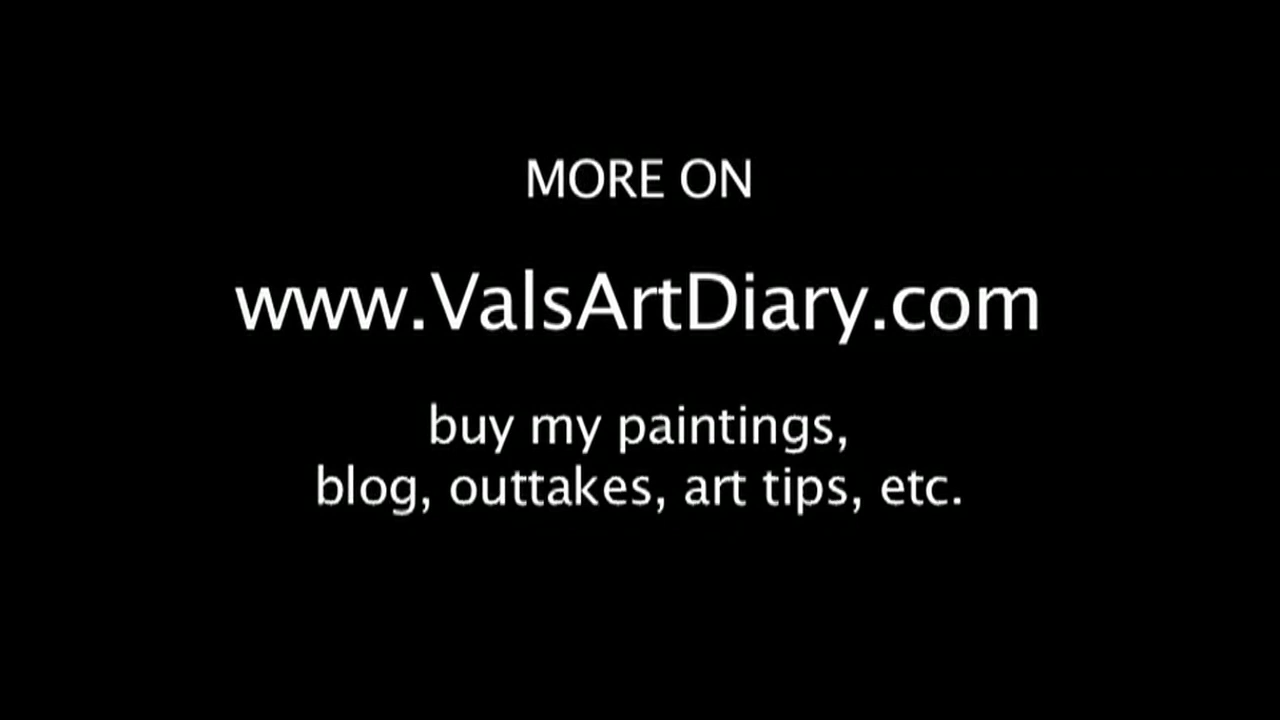 MORE ON
www.ValsArtDiary.com
buy my paintings,
blog, outtakes, art tips, etc.